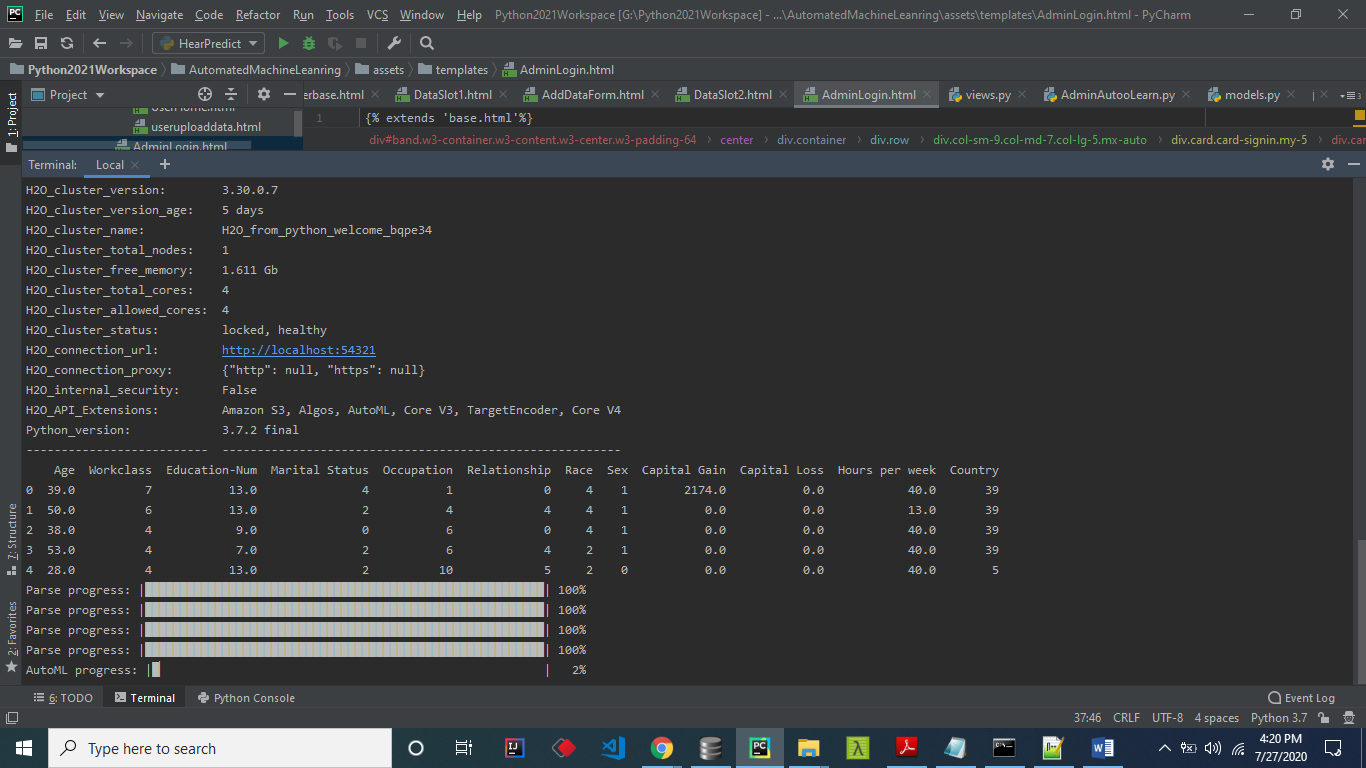 File Edit View Navigate Code Refactor Run Tools VCS Window Help Python2021Workspace [G:\Python2021Workspace] - ...\AutomatedMachineLeanring\assets\templates\AdminLogin.html - PyCharm
HearPredict
Python2021Workspace AutomatedMachineLeanring assets templates AdminLogin.html
Project erbase.html DataSlot1.html AddDataForm.html DataSlot2.html AdminLogin.html views.py AdminAutooLearn.py models.py
1: Project
useruploaddata.html
AdminLogin.html
1 {% extends 'base.html'%}
div#band.w3-container.w3-content.w3-center.w3-padding-64 center div.container div.row div.col-sm-9.col-md-7.col-lg-5.mx-auto div.card.card-signin.my-5 div.car
Terminal: Local
H2O_cluster_version: 3.30.0.7
H2O_cluster_version_age: 5 days
H2O_cluster_name: H2O_from_python_welcome_bqpe34
H2O_cluster_total_nodes: 1
H2O_cluster_free_memory: 1.611 Gb
H2O_cluster_total_cores: 4
H2O_cluster_allowed_cores: 4
H2O_cluster_status: locked, healthy
H2O_connection_url: http://localhost:54321
H2O_connection_proxy: {"http": null, "https": null}
H2O_internal_security: False
H2O_API_Extensions: Amazon S3, Algos, AutoML, Core V3, TargetEncoder, Core V4
Python_version: 3.7.2 final
-------------------------- ---------------------------------------------------------
Age Workclass Education-Num Marital Status Occupation Relationship Race Sex Capital Gain Capital Loss Hours per week Country
0 39.0 7 13.0 4 1 0 4 1 2174.0 0.0 40.0 39
1 50.0 6 13.0 2 4 4 4 1 0.0 0.0 13.0 39
2 38.0 4 9.0 0 6 0 4 1 0.0 0.0 40.0 39
3 53.0 4 7.0 2 6 4 2 1 0.0 0.0 40.0 39
4 28.0 4 13.0 2 10 5 2 0 0.0 0.0 40.0 5
Parse progress: | | 100%
Parse progress: | | 100%
Parse progress: | | 100%
Parse progress: | | 100%
AutoML progress: | | 2%
7: Structure
2: Favorites
6: TODO Terminal Python Console Event Log
37:46 CRLF UTF-8 4 spaces Python 3.7
Type here to search
4:20 PM
7/27/2020